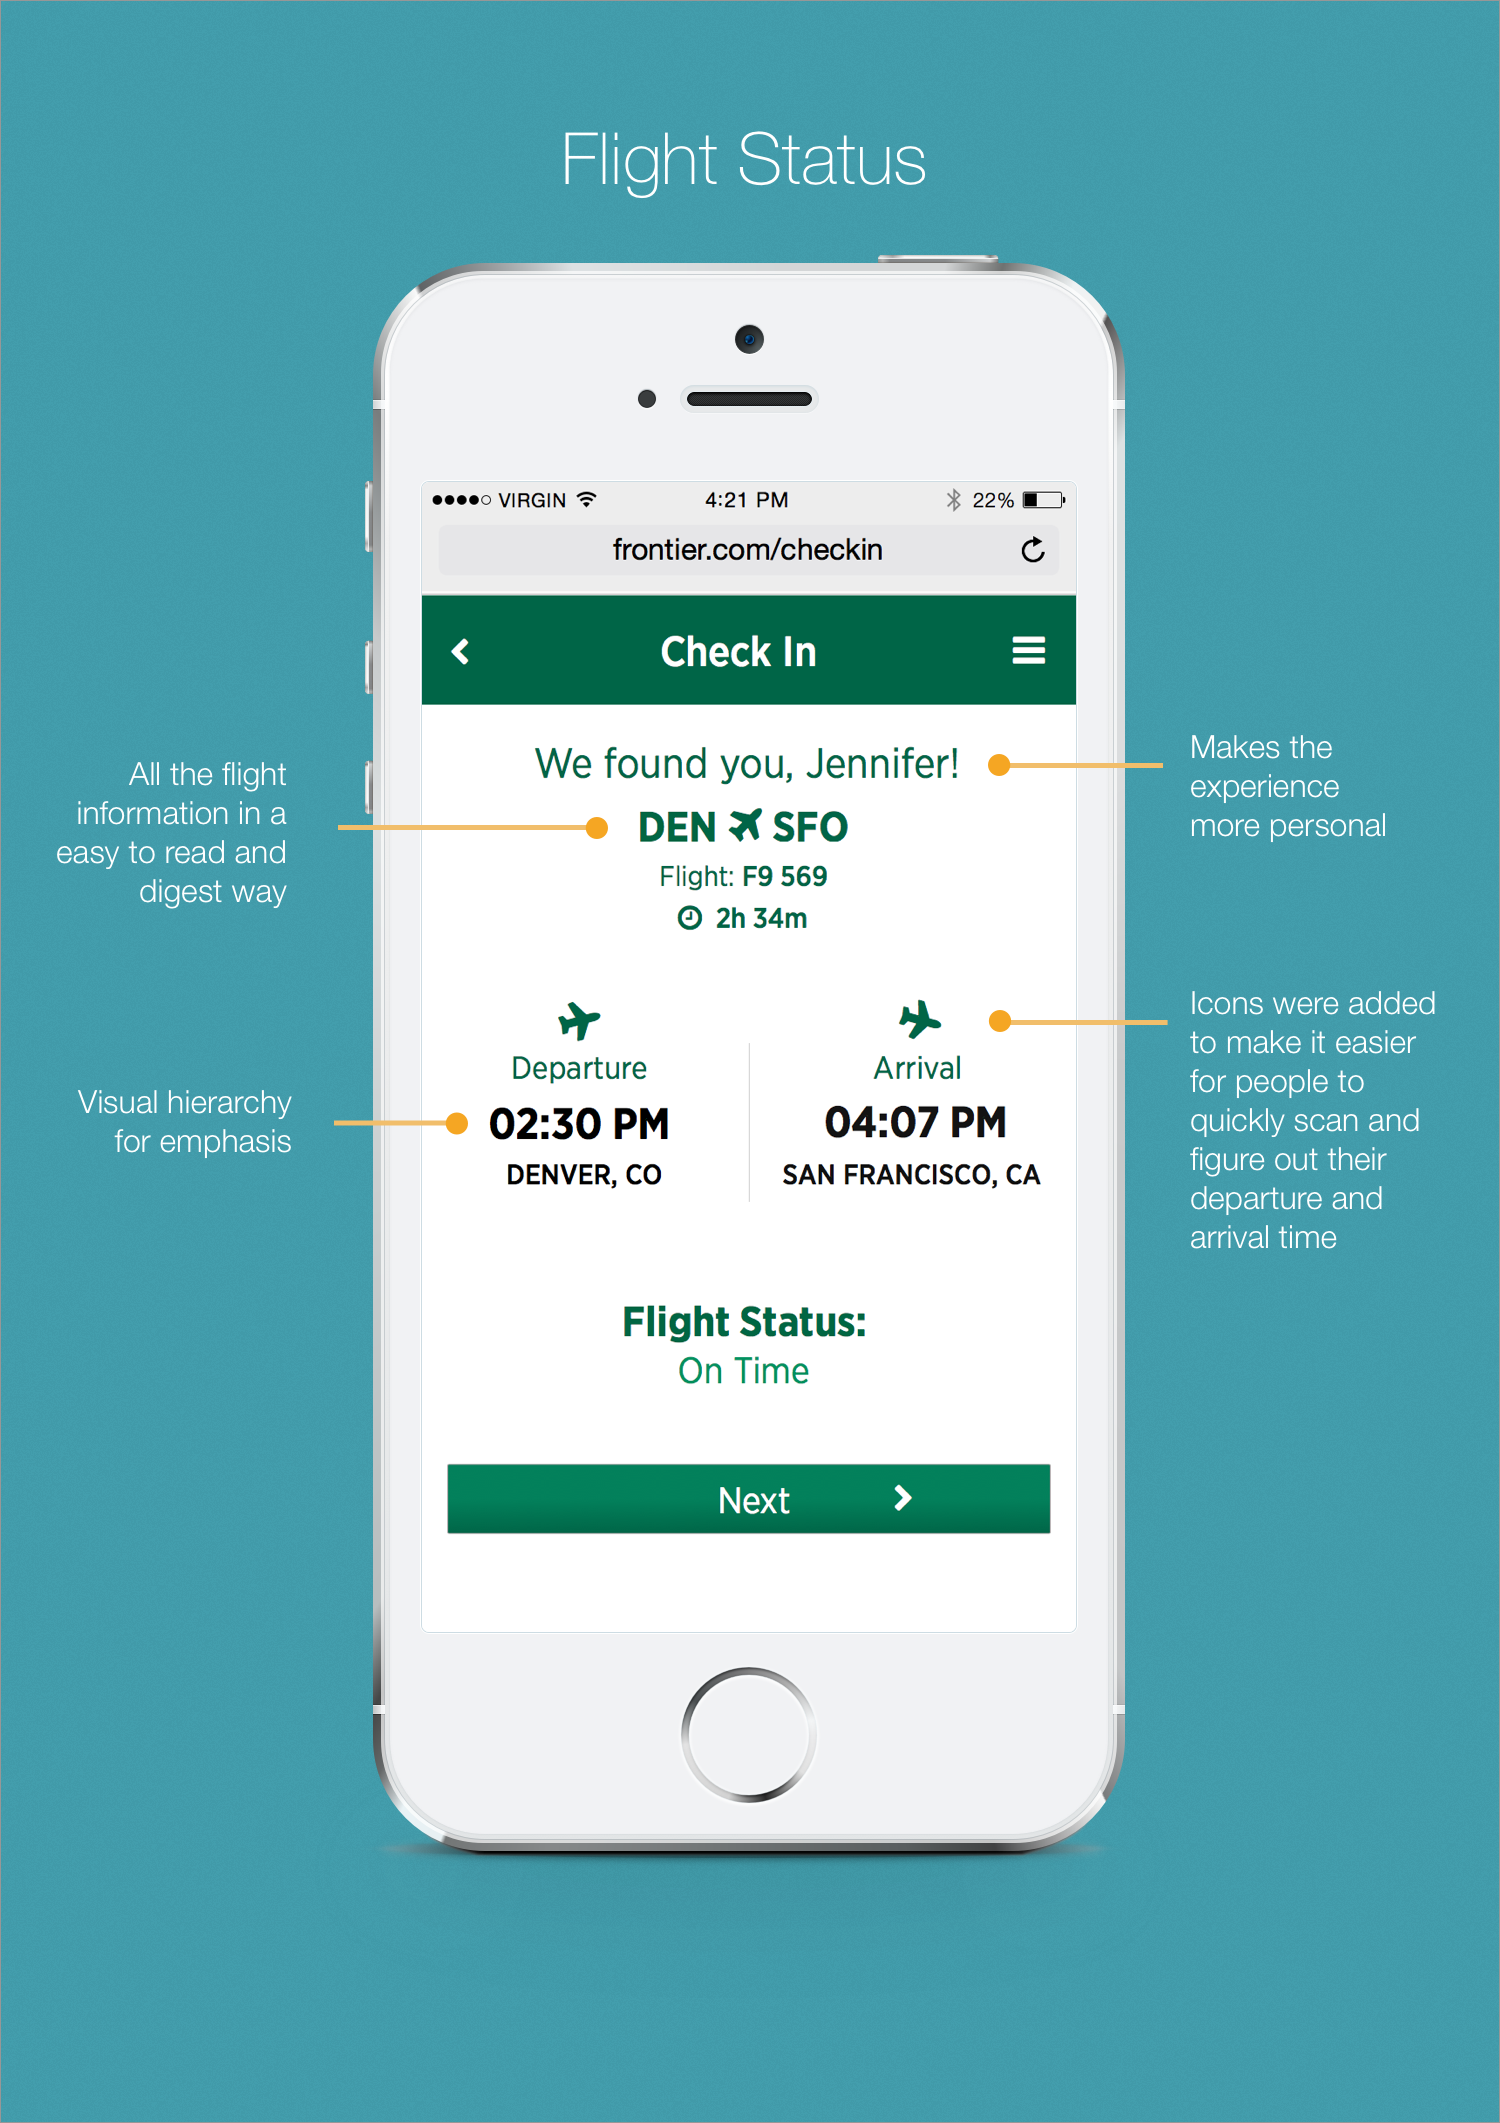 Flight Status
VIRGIN
4:21 PM
22%
frontier.com/checkin
Check In
We found you, Jennifer!
DEN SFO
Flight: F9 569
2h 34m
Departure
02:30 PM
DENVER, CO
Arrival
04:07 PM
SAN FRANCISCO, CA
Flight Status:
On Time
Next
All the flight
information in a
easy to read and
digest way
Visual hierarchy
for emphasis
Makes the
experience
more personal
Icons were added
to make it easier
for people to
quickly scan and
figure out their
departure and
arrival time